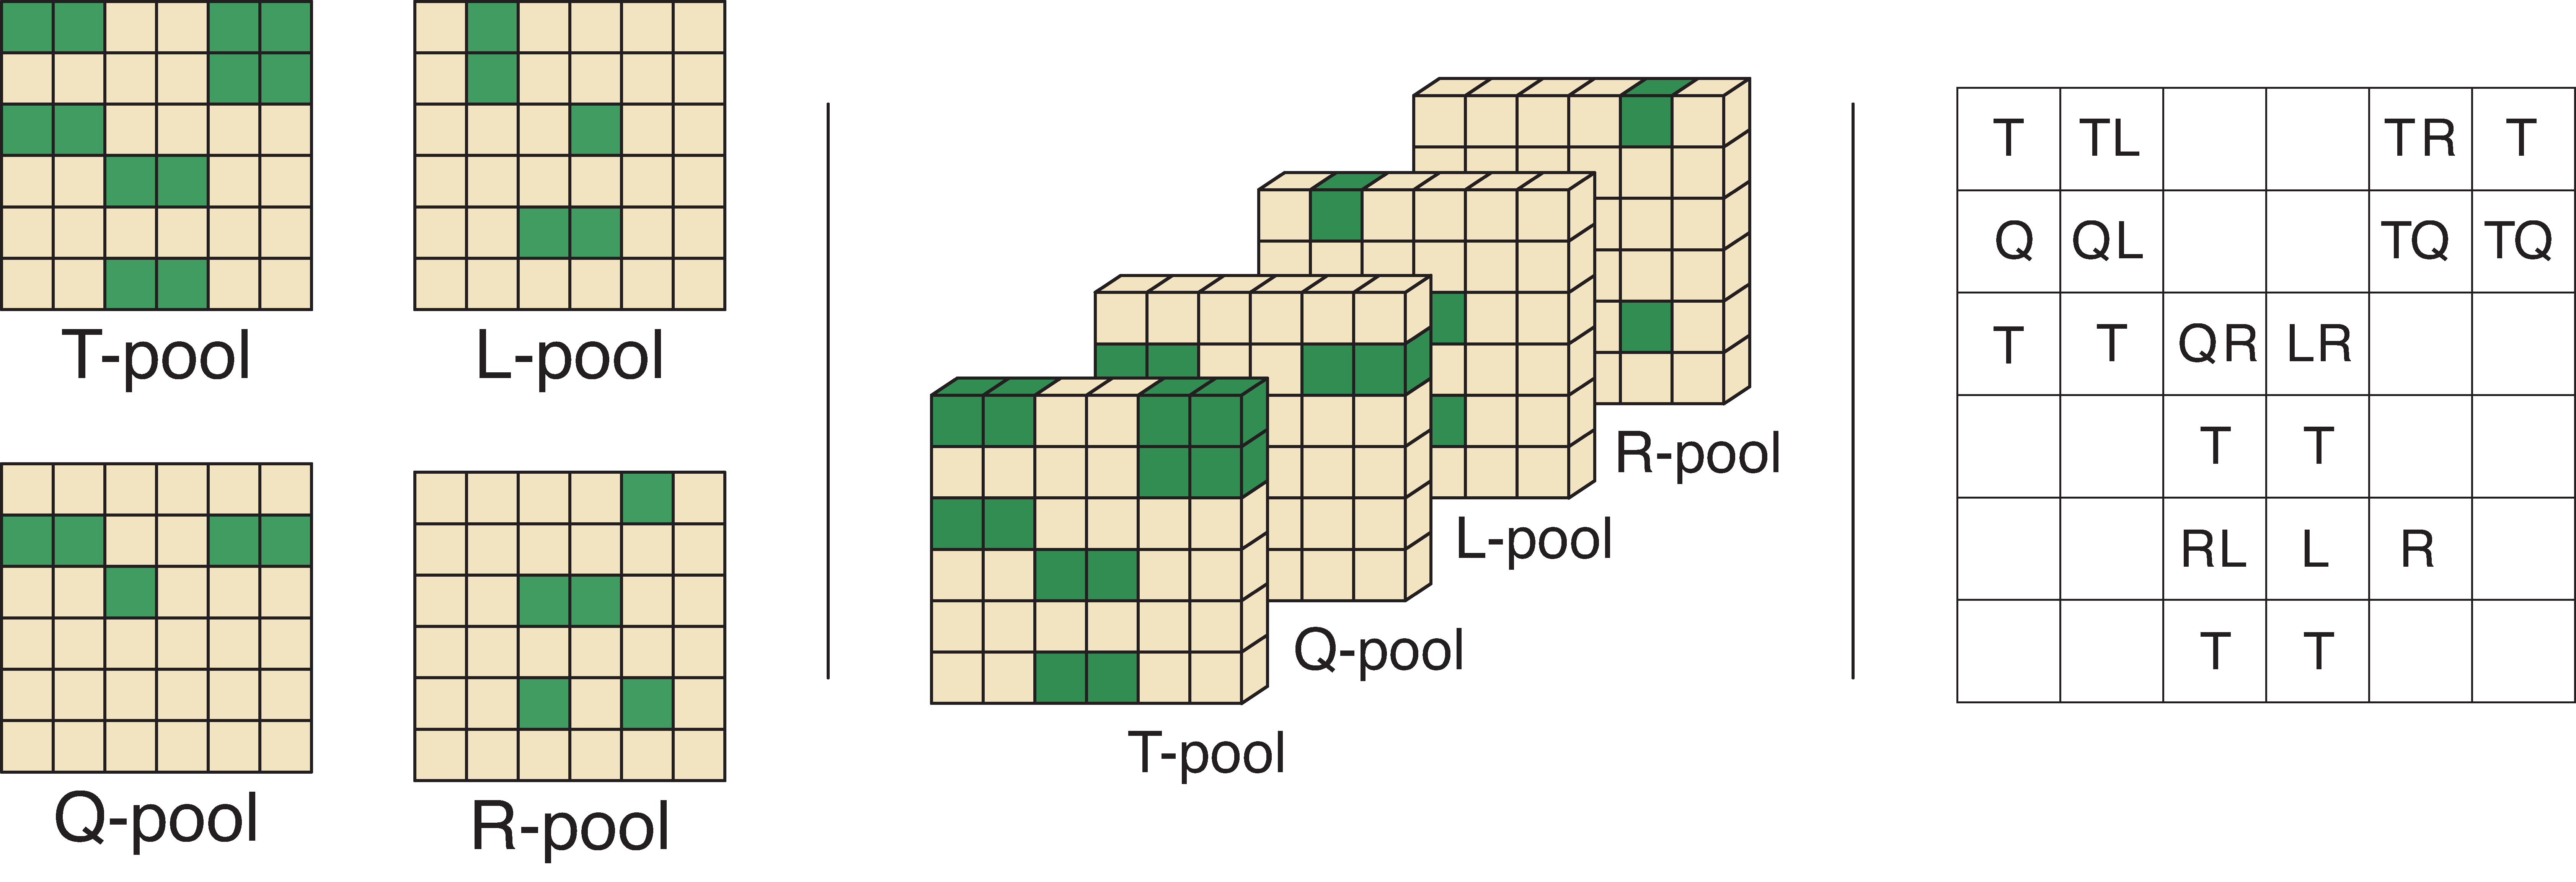 T-pool
L-pool
Q-pool
R-pool
R-pool
L-pool
Q-pool
T-pool
T TL TR T
Q QL TQ TQ
T T QR LR
T T
RL L R
T T